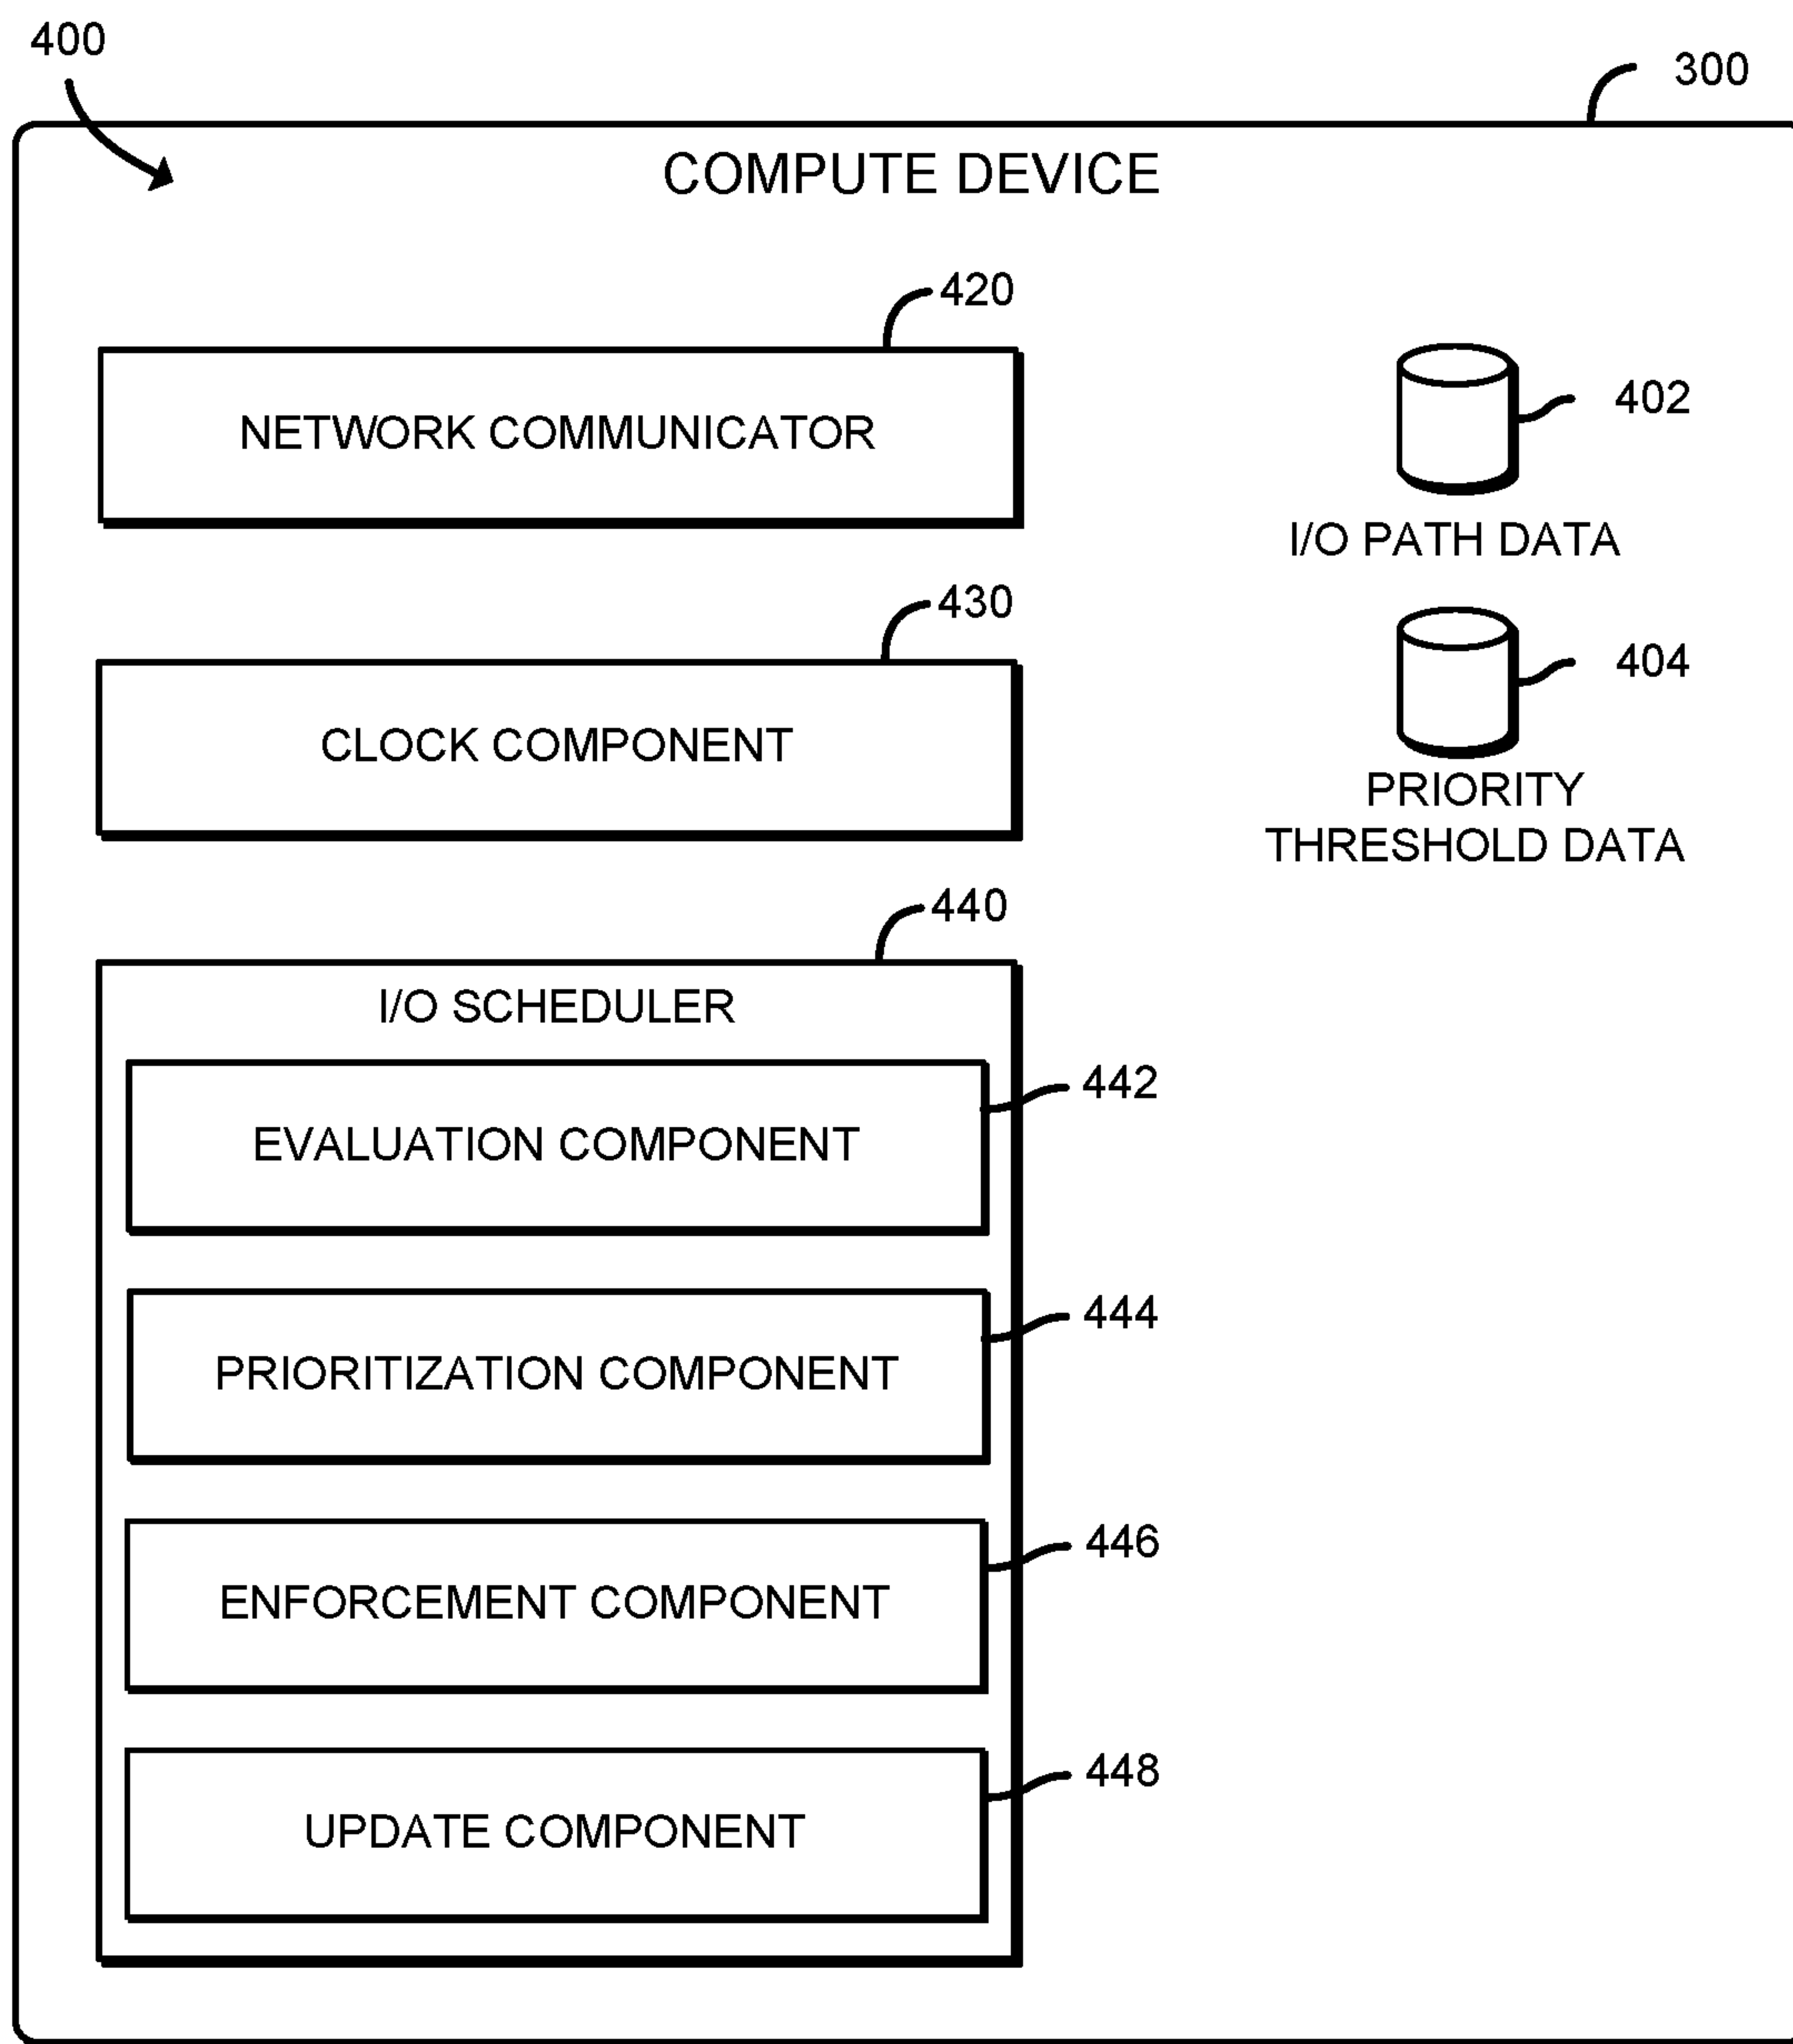 400
300
COMPUTE DEVICE
420
NETWORK COMMUNICATOR
402
I/O PATH DATA
430
CLOCK COMPONENT
404
PRIORITY
THRESHOLD DATA
440
I/O SCHEDULER
442
EVALUATION COMPONENT
444
PRIORITIZATION COMPONENT
446
ENFORCEMENT COMPONENT
448
UPDATE COMPONENT